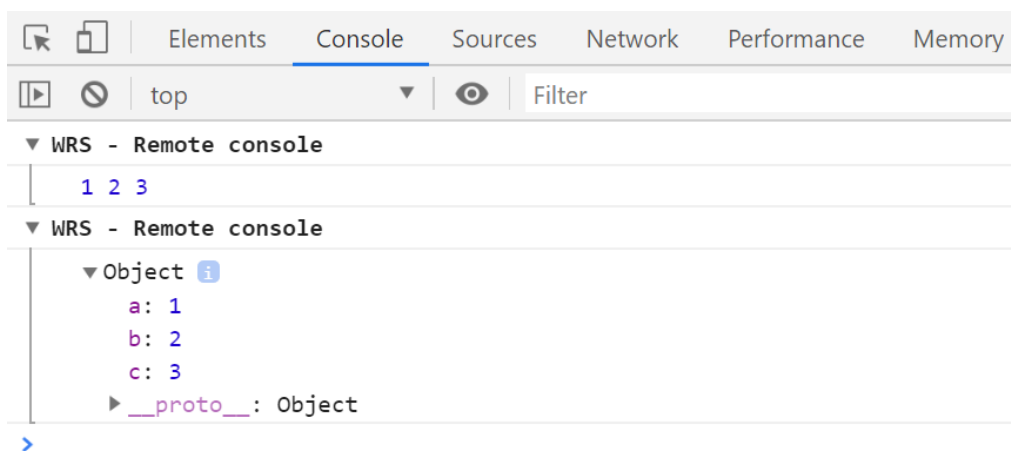 Elements Console Sources Network Performance Memory
top Filter
WRS - Remote console
1 2 3
WRS - Remote console
Object i
a: 1
b: 2
c: 3
__proto__: Object